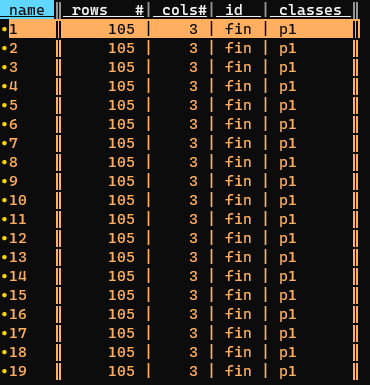 name ‖ rows #| cols#| id | classes ‖
•1 ‖ 105 | 3 | fin | p1 ‖
•2 ‖ 105 | 3 | fin | p1 ‖
•3 ‖ 105 | 3 | fin | p1 ‖
•4 ‖ 105 | 3 | fin | p1 ‖
•5 ‖ 105 | 3 | fin | p1 ‖
•6 ‖ 105 | 3 | fin | p1 ‖
•7 ‖ 105 | 3 | fin | p1 ‖
•8 ‖ 105 | 3 | fin | p1 ‖
•9 ‖ 105 | 3 | fin | p1 ‖
•10 ‖ 105 | 3 | fin | p1 ‖
•11 ‖ 105 | 3 | fin | p1 ‖
•12 ‖ 105 | 3 | fin | p1 ‖
•13 ‖ 105 | 3 | fin | p1 ‖
•14 ‖ 105 | 3 | fin | p1 ‖
•15 ‖ 105 | 3 | fin | p1 ‖
•16 ‖ 105 | 3 | fin | p1 ‖
•17 ‖ 105 | 3 | fin | p1 ‖
•18 ‖ 105 | 3 | fin | p1 ‖
•19 ‖ 105 | 3 | fin | p1 ‖